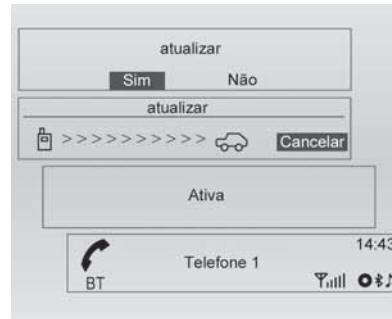 atualizar
Sim Não
atualizar
>>>>>>>>>> Cancelar
Ativa
14:43
Telefone 1
BT